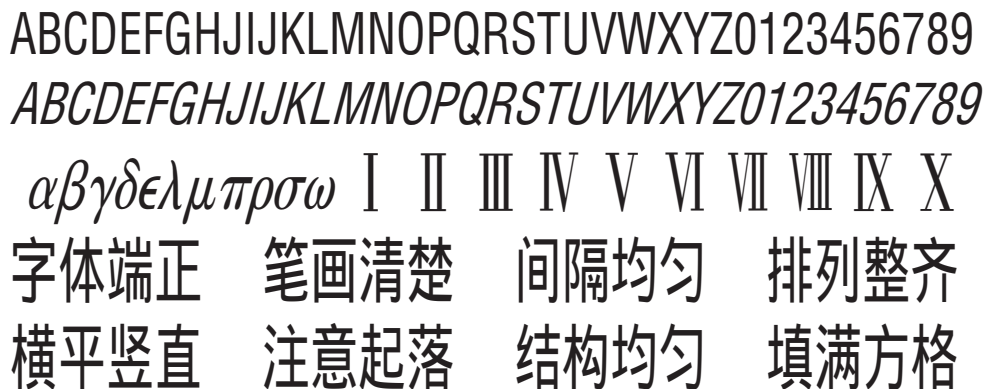 ABCDEFGHJIJKLMNOPQRSTUVWXYZ0123456789
ABCDEFGHJIJKLMNOPQRSTUVWXYZ0123456789
αβγδελμπρσω Ⅰ Ⅱ Ⅲ Ⅳ Ⅴ Ⅵ Ⅶ Ⅷ Ⅸ Ⅹ
字体端正 笔画清楚 间隔均匀 排列整齐
横平竖直 注意起落 结构均匀 填满方格